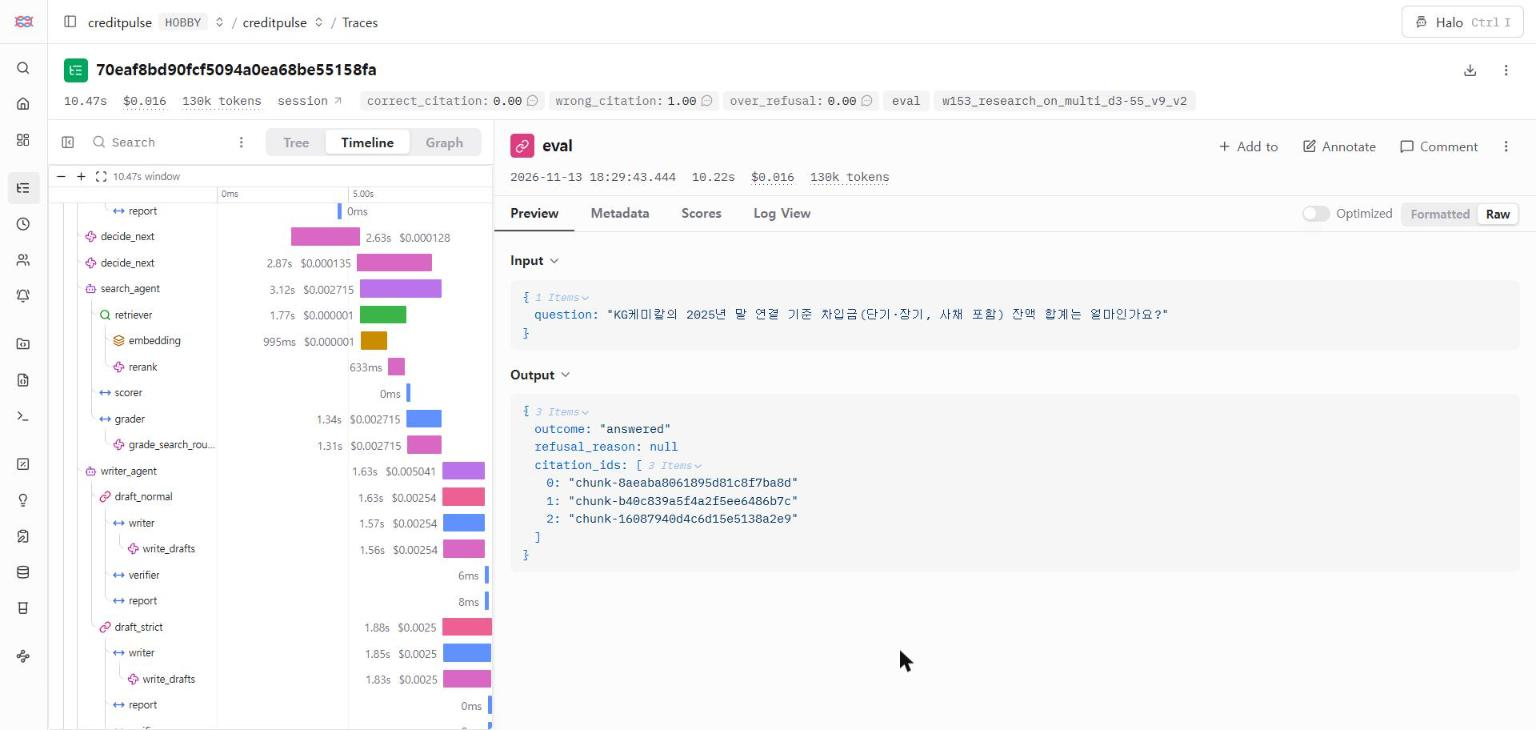 creditpulse HOBBY / creditpulse / Traces
Halo Ctrl I
70eaf8bd90fcf5094a0ea68be55158fa
10.47s $0.016 130k tokens session correct_citation: 0.00 wrong_citation: 1.00 over_refusal: 0.00 eval w153_research_on_multi_d3-55_v9_v2
Search
Tree Timeline Graph
10.47s window
0ms 5.00s
report 0ms
decide_next 2.63s $0.000128
decide_next 2.87s $0.000135
search_agent 3.12s $0.002715
retriever 1.77s $0.000001
embedding 995ms $0.000001
rerank 633ms
scorer 0ms
grader 1.34s $0.002715
grade_search_rou... 1.31s $0.002715
writer_agent 1.63s $0.005041
draft_normal 1.63s $0.00254
writer 1.57s $0.00254
write_drafts 1.56s $0.00254
verifier 6ms
report 8ms
draft_strict 1.88s $0.0025
writer 1.85s $0.0025
write_drafts 1.83s $0.0025
report 0ms
eval
Add to Annotate Comment
2026-11-13 18:29:43.444 10.22s $0.016 130k tokens
Preview Metadata Scores Log View
Optimized Formatted Raw
Input
{ 1 Items
question: "KG케미칼의 2025년 말 연결 기준 차입금(단기·장기, 사채 포함) 잔액 합계는 얼마인가요?"
}
Output
{ 3 Items
outcome: "answered"
refusal_reason: null
citation_ids: [ 3 Items
0: "chunk-8aeaba8061895d81c8f7ba8d"
1: "chunk-b40c839a5f4a2f5ee6486b7c"
2: "chunk-16087940d4c6d15e5138a2e9"
]
}